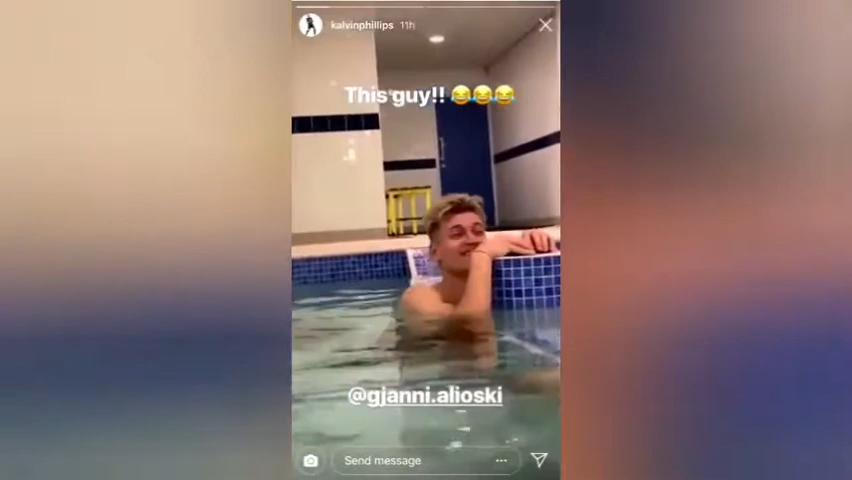 kalvinphillips 11h
This guy!! 😂😂😂
@gjanni.alioski
Send message